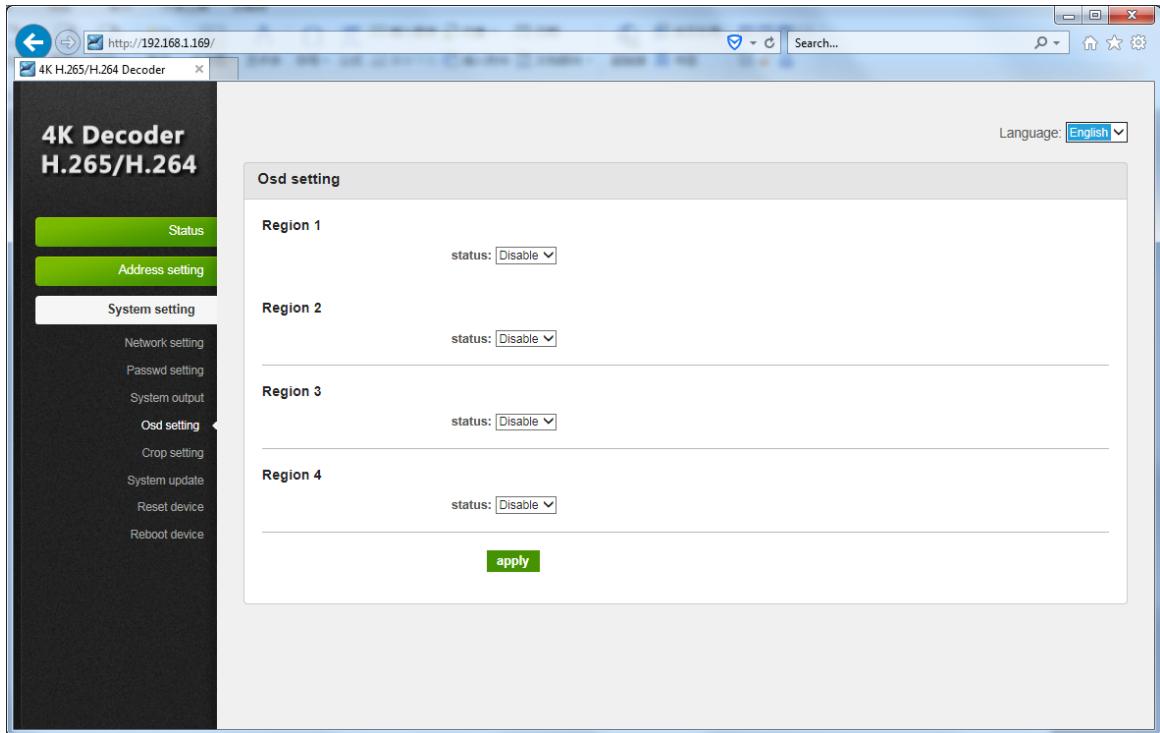 http://192.168.1.169/
Search...
4K H.265/H.264 Decoder
4K Decoder
H.265/H.264
Language: English
Status
Address setting
System setting
Network setting
Passwd setting
System output
Osd setting
Crop setting
System update
Reset device
Reboot device
Osd setting
Region 1
status: Disable
Region 2
status: Disable
Region 3
status: Disable
Region 4
status: Disable
apply